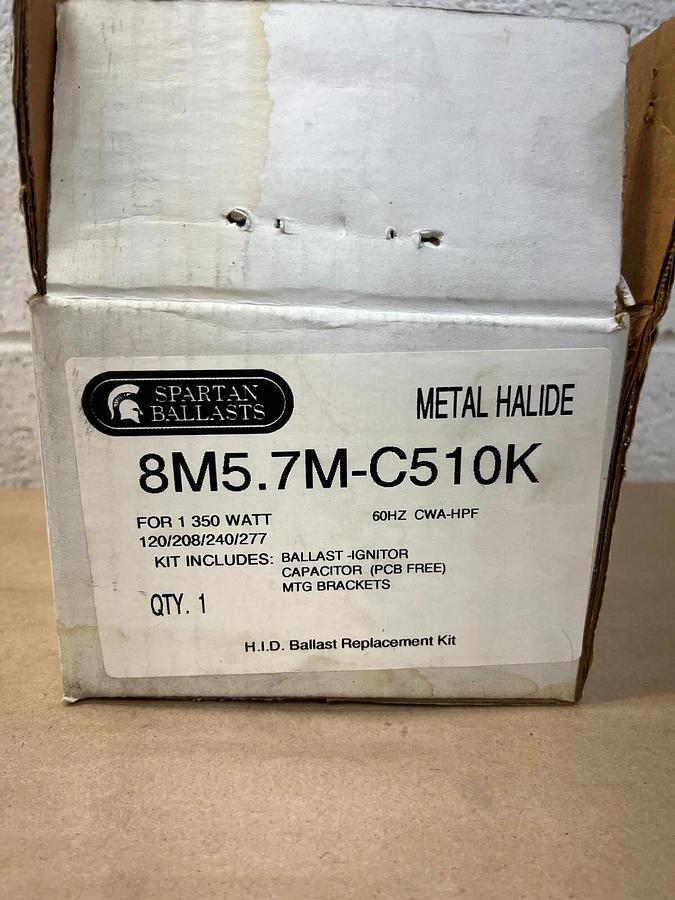 SPARTAN
BALLASTS
METAL HALIDE
8M5.7M-C510K
FOR 1 350 WATT
60HZ CWA-HPF
120/208/240/277
KIT INCLUDES: BALLAST -IGNITOR
CAPACITOR (PCB FREE)
MTG BRACKETS
QTY. 1
H.I.D. Ballast Replacement Kit